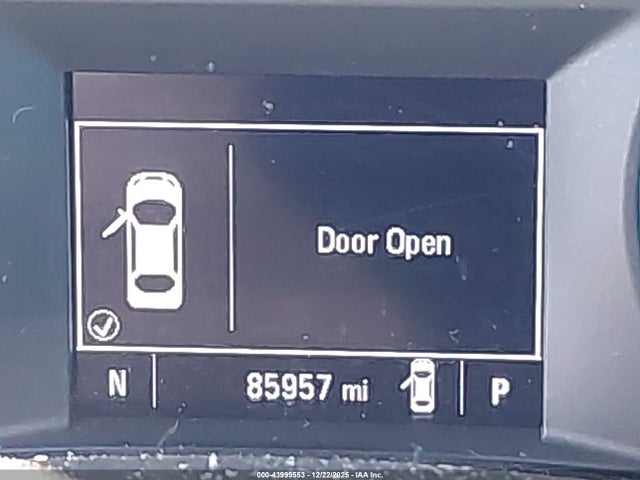 Door Open
N 85957 mi P
000-43999553 - 12/22/2025 - IAA Inc.